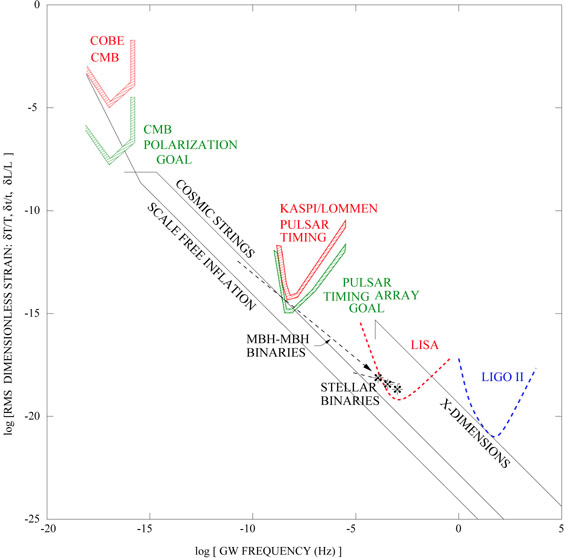 0
-5
-10
-15
-20
-25
log [RMS DIMENSIONLESS STRAIN: δT/T, δt/t, δL/L ]
COBE
CMB
CMB
POLARIZATION
GOAL
COSMIC STRINGS
SCALE FREE INFLATION
KASPI/LOMMEN
PULSAR
TIMING
PULSAR
TIMING ARRAY
GOAL
MBH-MBH
BINARIES
STELLAR
BINARIES
LISA
LIGO II
X-DIMENSIONS
-20
-15
-10
-5
0
5
log [ GW FREQUENCY (Hz) ]